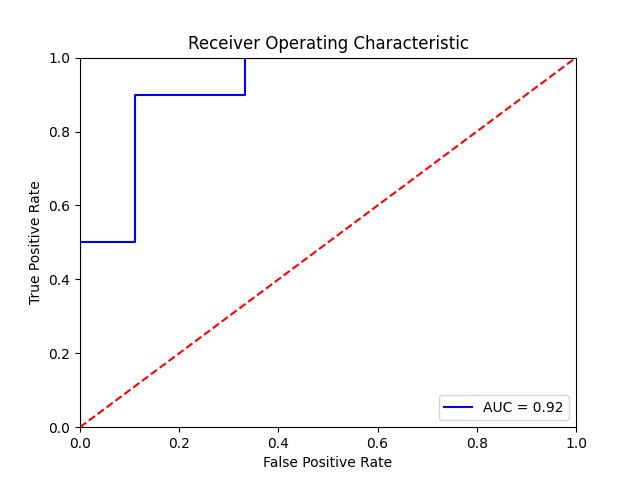 Receiver Operating Characteristic
True Positive Rate
1.0
0.8
0.6
0.4
0.2
0.0
AUC = 0.92
0.0 0.2 0.4 0.6 0.8 1.0
False Positive Rate